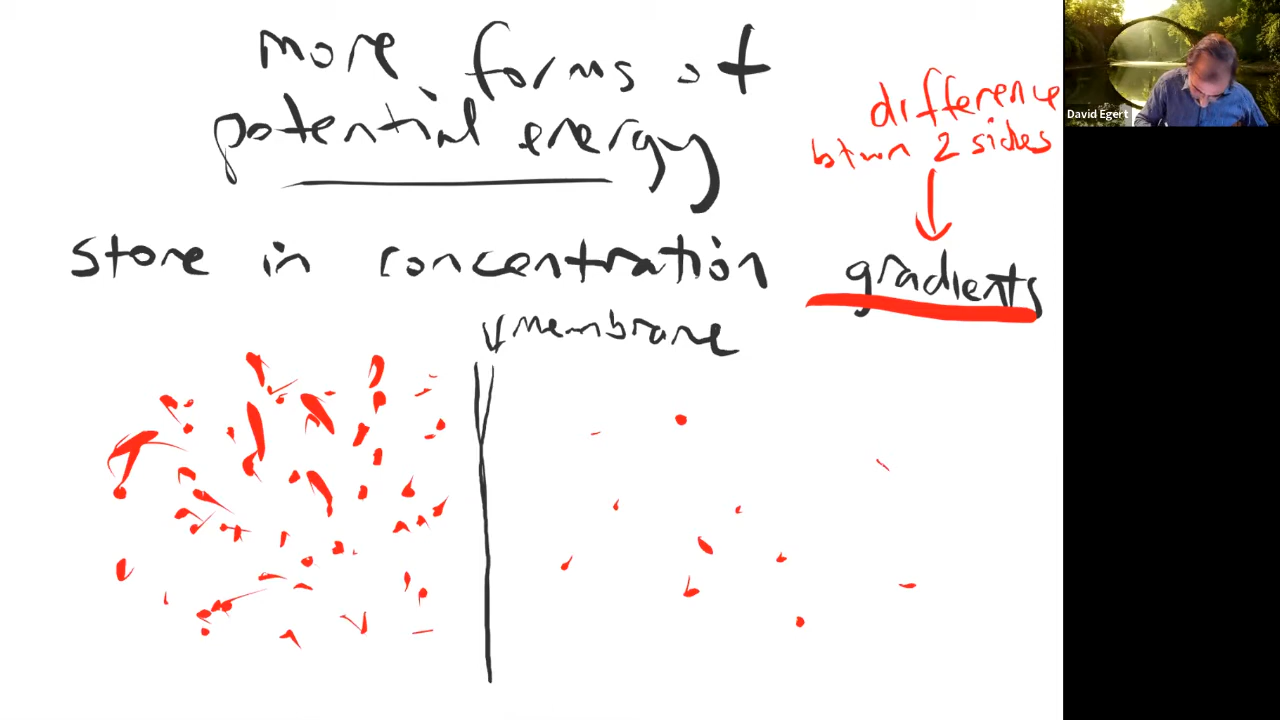 more forms of
potential energy
difference
btwn 2 sides
store in concentration gradients
membrane
David Egert